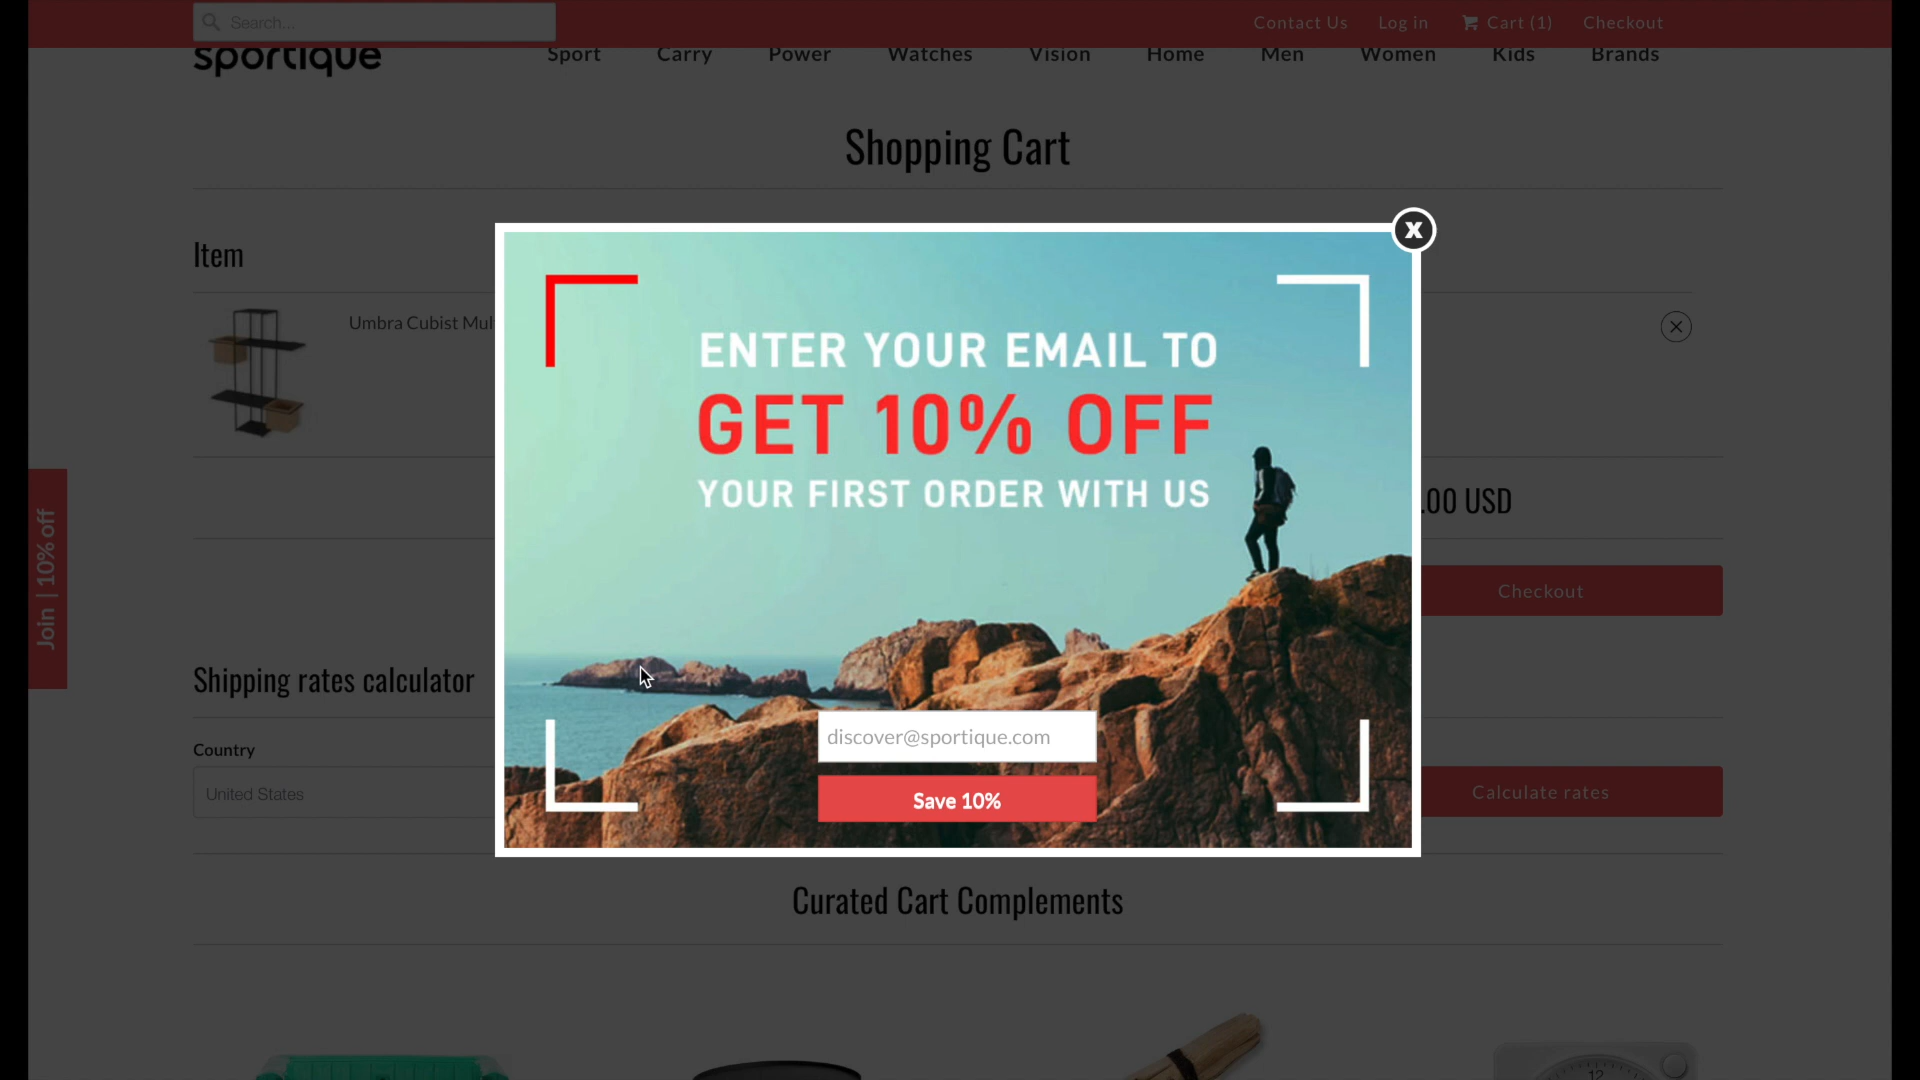 Search...
Contact Us
Log in
Cart (1)
Checkout
sportique
Sport
Carry
Power
Watches
Vision
Home
Men
Women
Kids
Brands
Shopping Cart
Item
Umbra Cubist
X
ENTER YOUR EMAIL TO
GET 10% OFF
YOUR FIRST ORDER WITH US
.00 USD
Checkout
Join | 10% off
Shipping rates calculator
Country
United States
discover@sportique.com
Save 10%
Calculate rates
Curated Cart Complements
12